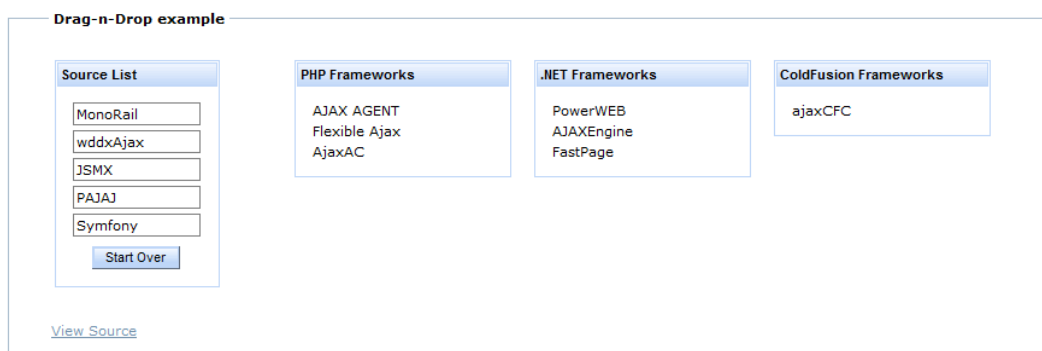 Drag-n-Drop example
Source List
MonoRail
wddxAjax
JSMX
PAJAJ
Symfony
Start Over
PHP Frameworks
AJAX AGENT
Flexible Ajax
AjaxAC
.NET Frameworks
PowerWEB
AJAXEngine
FastPage
ColdFusion Frameworks
ajaxCFC
View Source